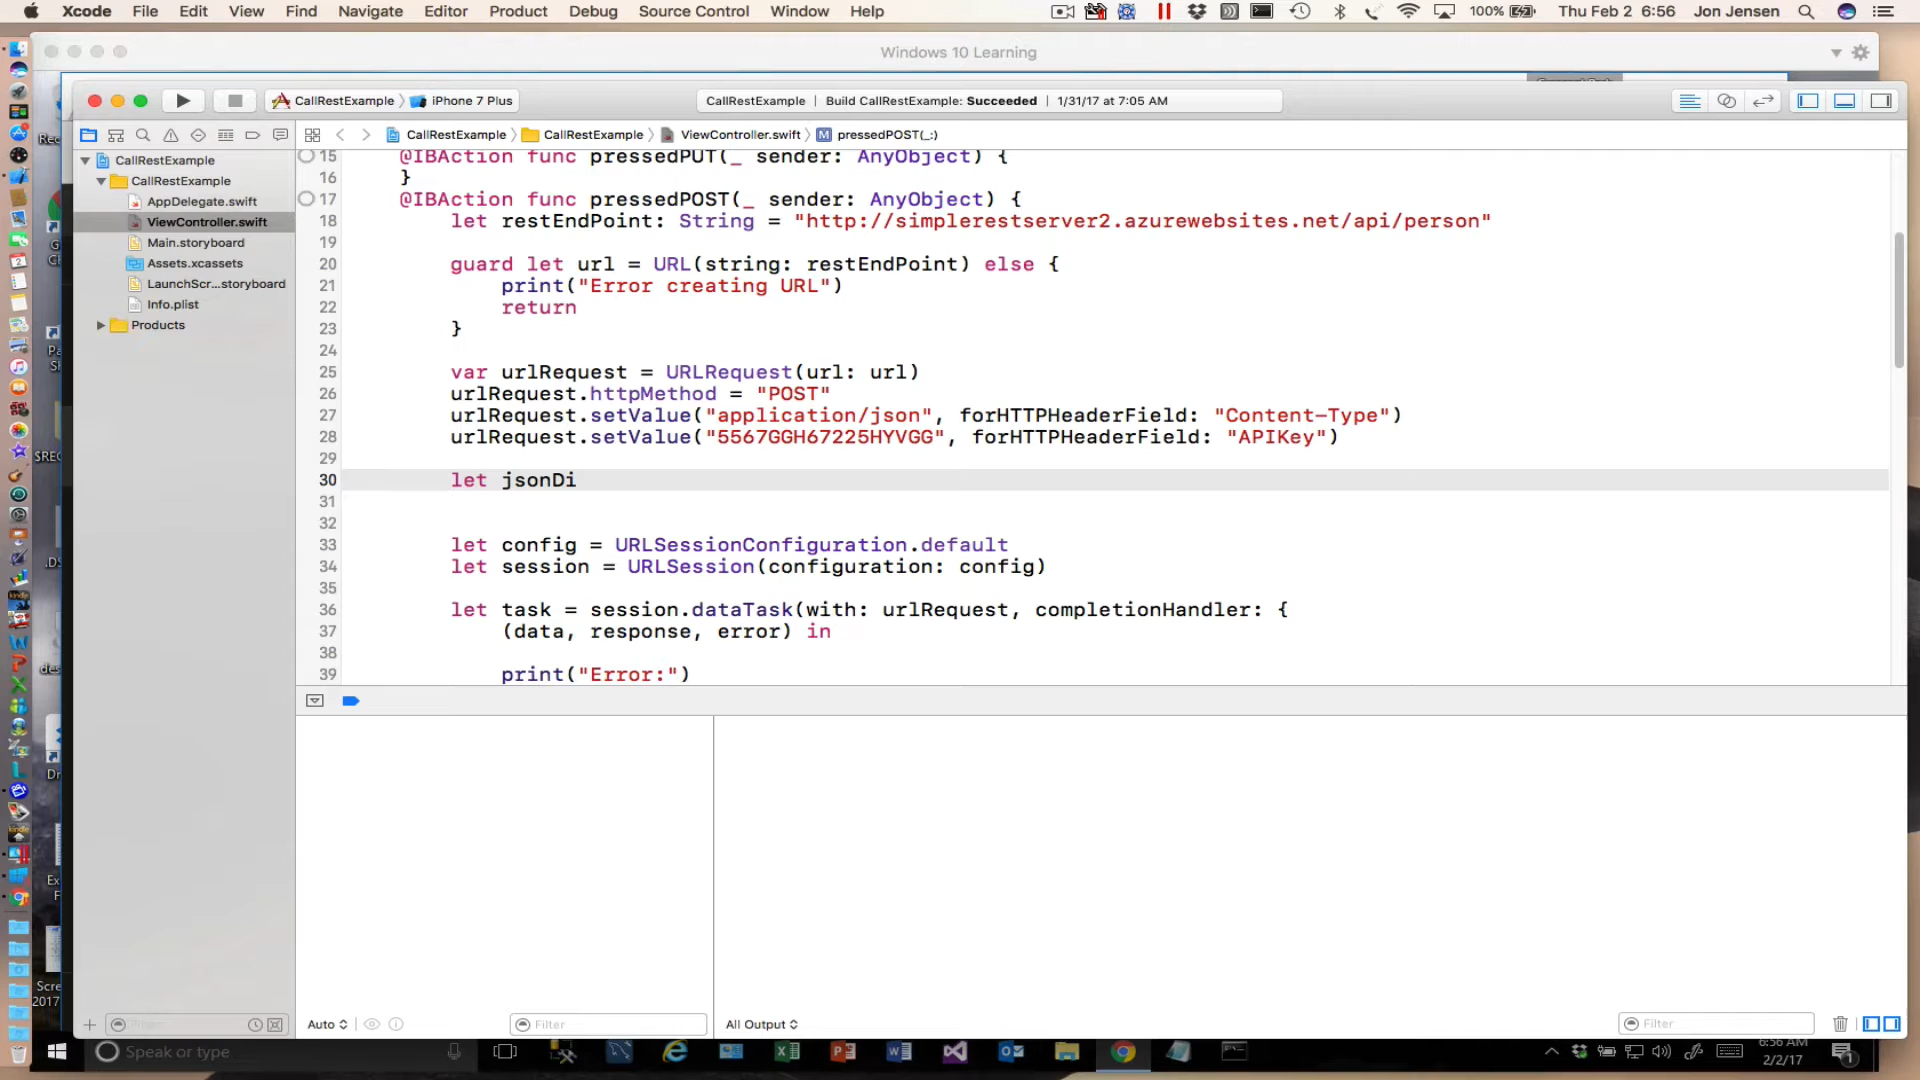 Xcode File Edit View Find Navigate Editor Product Debug Source Control Window Help 100% Thu Feb 2 6:56 Jon Jensen
Windows 10 Learning
CallRestExample iPhone 7 Plus CallRestExample | Build CallRestExample: Succeeded | 1/31/17 at 7:05 AM
CallRestExample CallRestExample ViewController.swift M pressedPOST(_:)
CallRestExample
CallRestExample
AppDelegate.swift
ViewController.swift
Main.storyboard
Assets.xcassets
LaunchScr...storyboard
Info.plist
Products
15 @IBAction func pressedPUT(_ sender: AnyObject) {
16 }
17 @IBAction func pressedPOST(_ sender: AnyObject) {
18 let restEndPoint: String = "http://simplerestserver2.azurewebsites.net/api/person"
19
20 guard let url = URL(string: restEndPoint) else {
21 print("Error creating URL")
22 return
23 }
24
25 var urlRequest = URLRequest(url: url)
26 urlRequest.httpMethod = "POST"
27 urlRequest.setValue("application/json", forHTTPHeaderField: "Content-Type")
28 urlRequest.setValue("5567GGH67225HYVGG", forHTTPHeaderField: "APIKey")
29
30 let jsonDi
31
32
33 let config = URLSessionConfiguration.default
34 let session = URLSession(configuration: config)
35
36 let task = session.dataTask(with: urlRequest, completionHandler: {
37 (data, response, error) in
38
39 print("Error:")
Auto Filter All Output Filter
Filter
Speak or type
6:56 AM
2/2/17